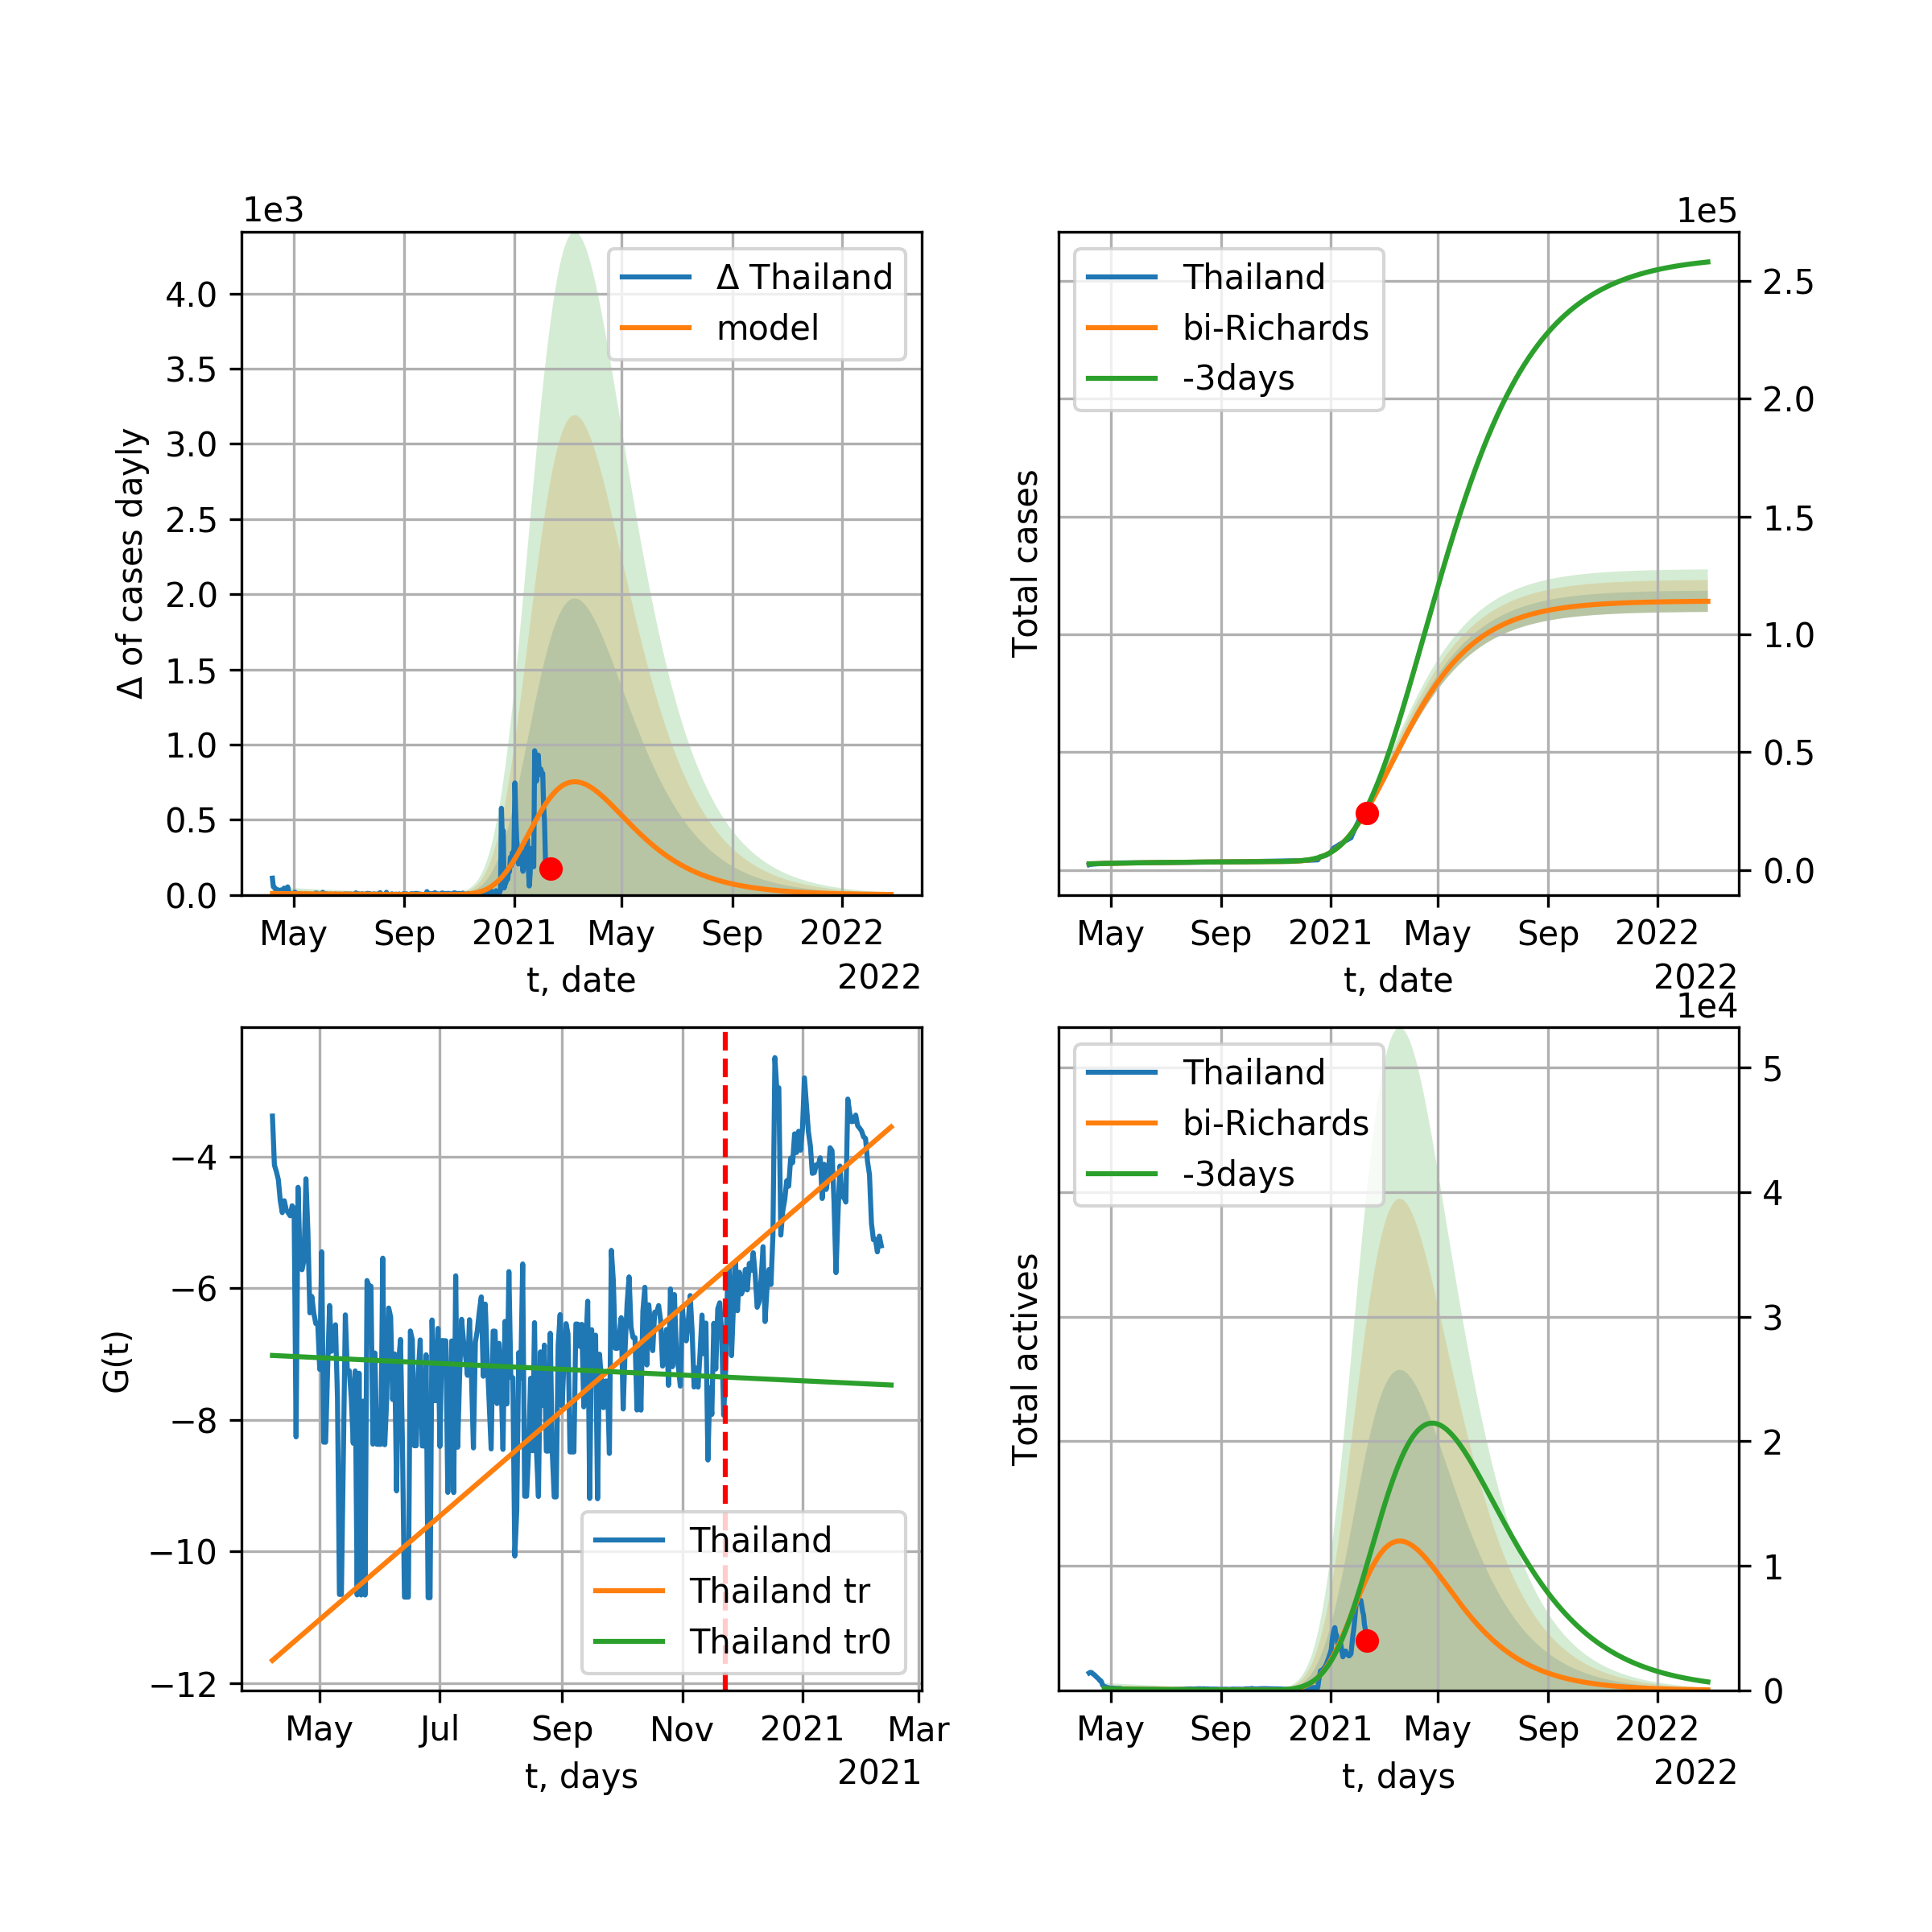 1e3
Δ of cases dayly
4.0
3.5
3.0
2.5
2.0
1.5
1.0
0.5
0.0
Δ Thailand
model
May Sep 2021 May Sep 2022
t, date
2022
1e5
Total cases
Thailand
bi-Richards
-3days
2.5
2.0
1.5
1.0
0.5
0.0
May Sep 2021 May Sep 2022
t, date
2022
G(t)
−4
−6
−8
−10
−12
Thailand
Thailand tr
Thailand tr0
May Jul Sep Nov 2021 Mar
t, days
2021
1e4
Total actives
Thailand
bi-Richards
-3days
5
4
3
2
1
0
May Sep 2021 May Sep 2022
t, days
2022